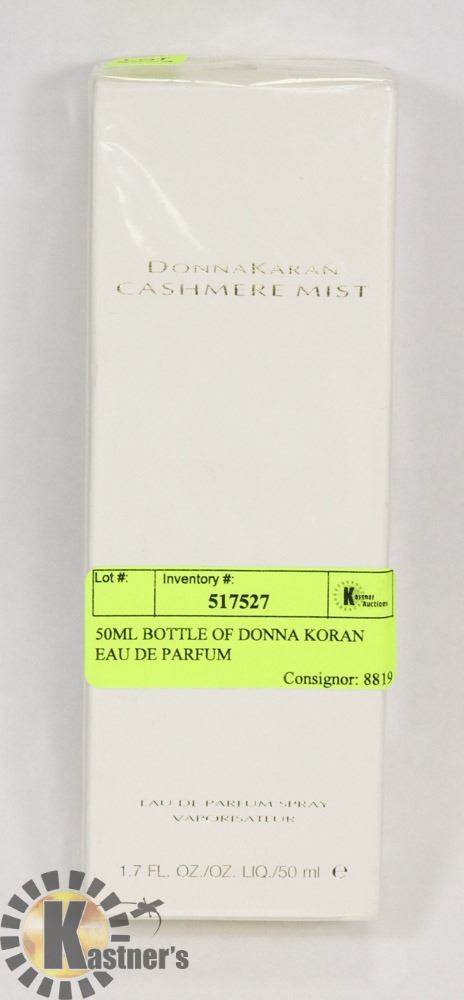 DONNAKARAN
CASHMERE MIST
Lot #:
Inventory #:
517527
Kastner
Auctions
50ML BOTTLE OF DONNA KORAN
EAU DE PARFUM
Consignor: 8819
EAU DE PARFUM SPRAY
VAPORISATEUR
1.7 FL. OZ./OZ. LIQ./50 ml e
Kastner's